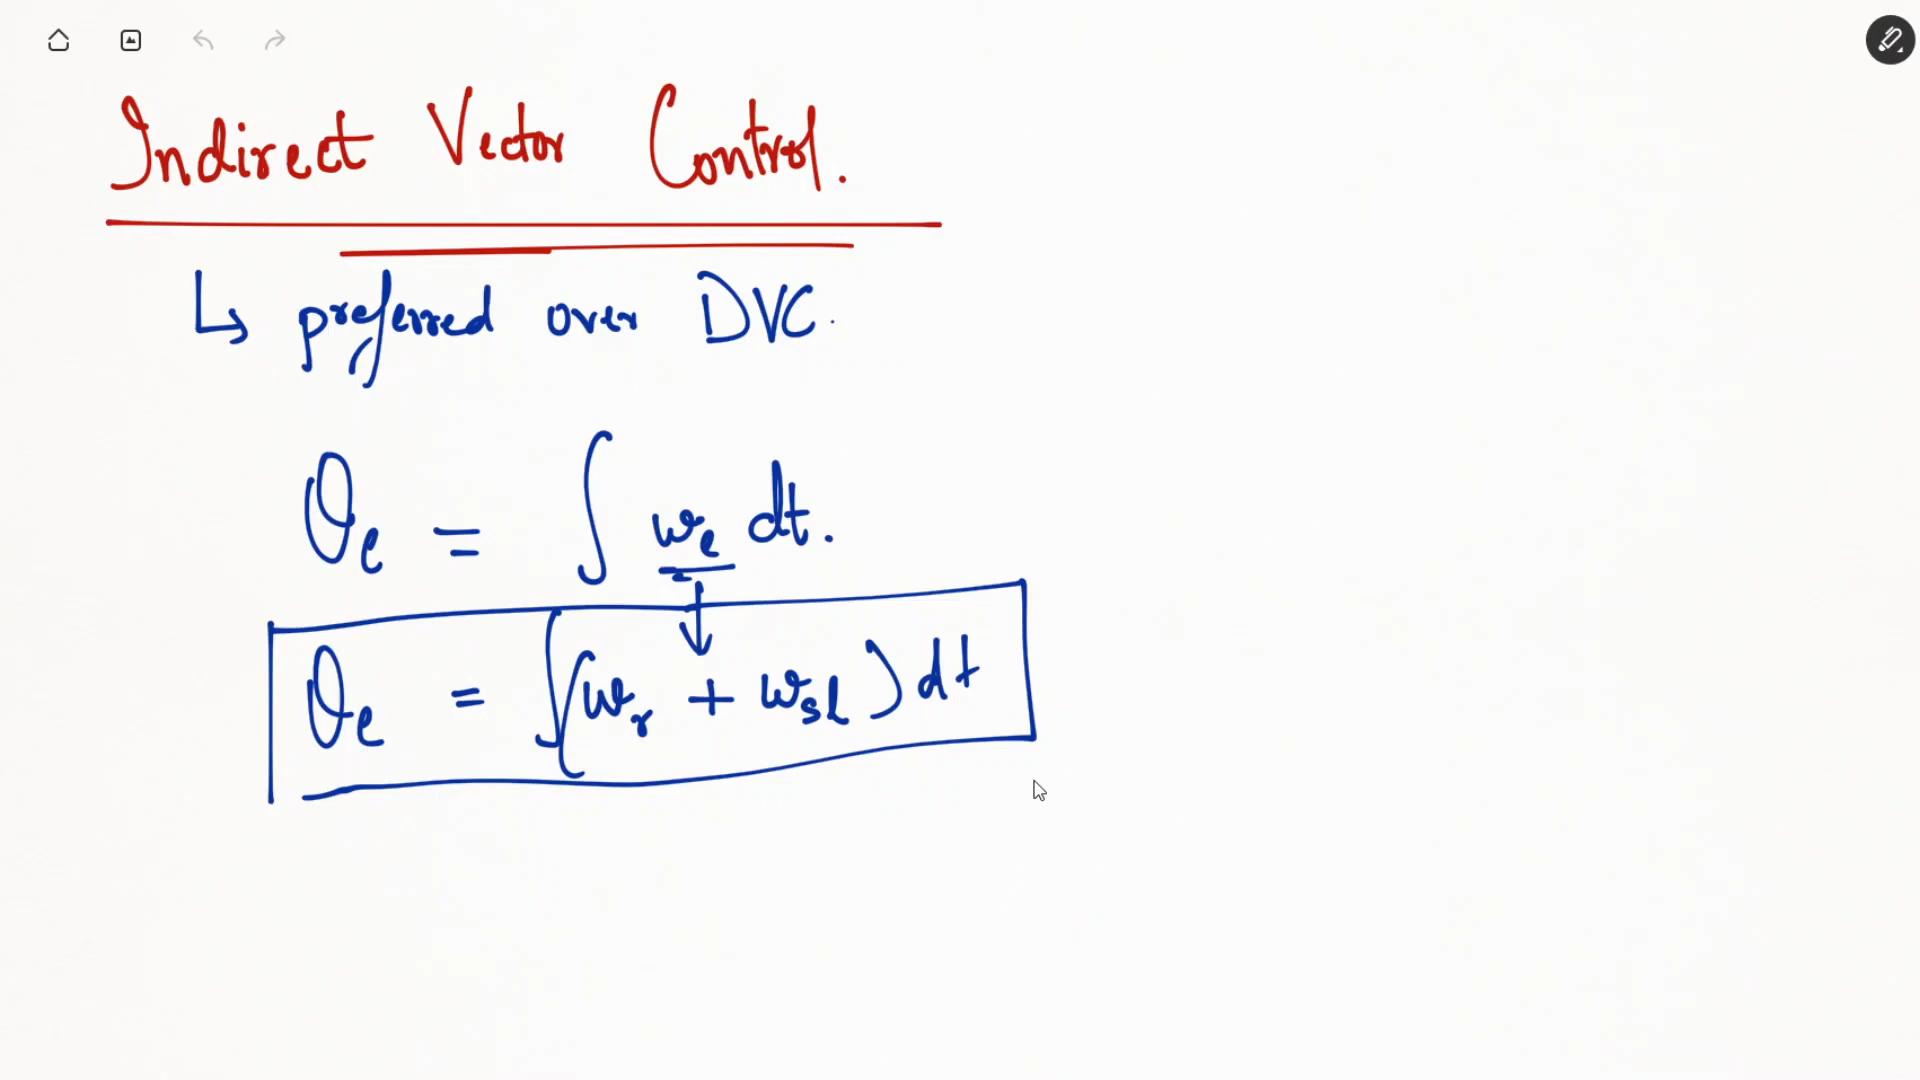 Indirect Vector Control.
↳ preferred over DVC.
θe = ∫ ωe dt.
θe = ∫(ωr + ωsl) dt